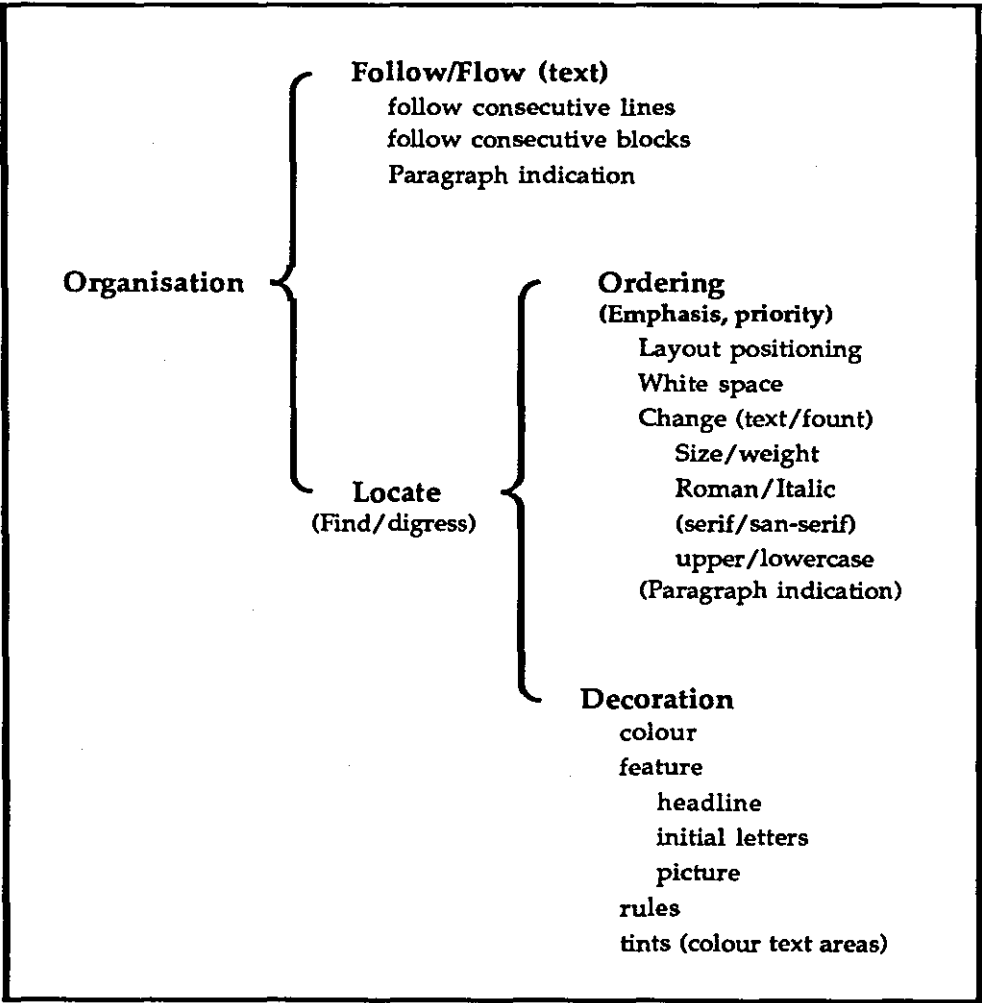 Follow/Flow (text)
follow consecutive lines
follow consecutive blocks
Paragraph indication
Organisation
Ordering
(Emphasis, priority)
Layout positioning
White space
Change (text/fount)
Size/weight
Roman/Italic
(serif/san-serif)
upper/lowercase
(Paragraph indication)
Locate
(Find/digress)
Decoration
colour
feature
headline
initial letters
picture
rules
tints (colour text areas)